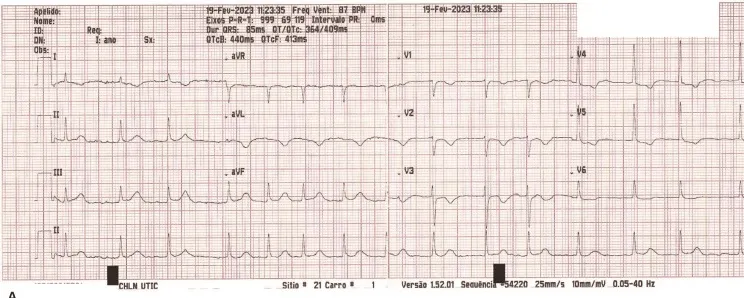 Apelido: 19-Fev-2023 11:23:35 Freq Vent: 87 BPM 19-Fev-2023 11:23:35
Nome: Eixos P-R-T: 999 69 119 Intervalo PR: 0ms
ID: Req: Dur QRS: 85ms QT/QTc: 364/409ms
DN: I: ano Sx: QTcB: 440ms QTcF: 413ms
Obs:
I aVR V1 V4
II aVL V2 V5
III aVF V3 V6
II
CHLN UTIC Sítio # 21 Carro # 1 Versão 1.52.01 Sequência 54220 25mm/s 10mm/mV 0.05-40 Hz
A